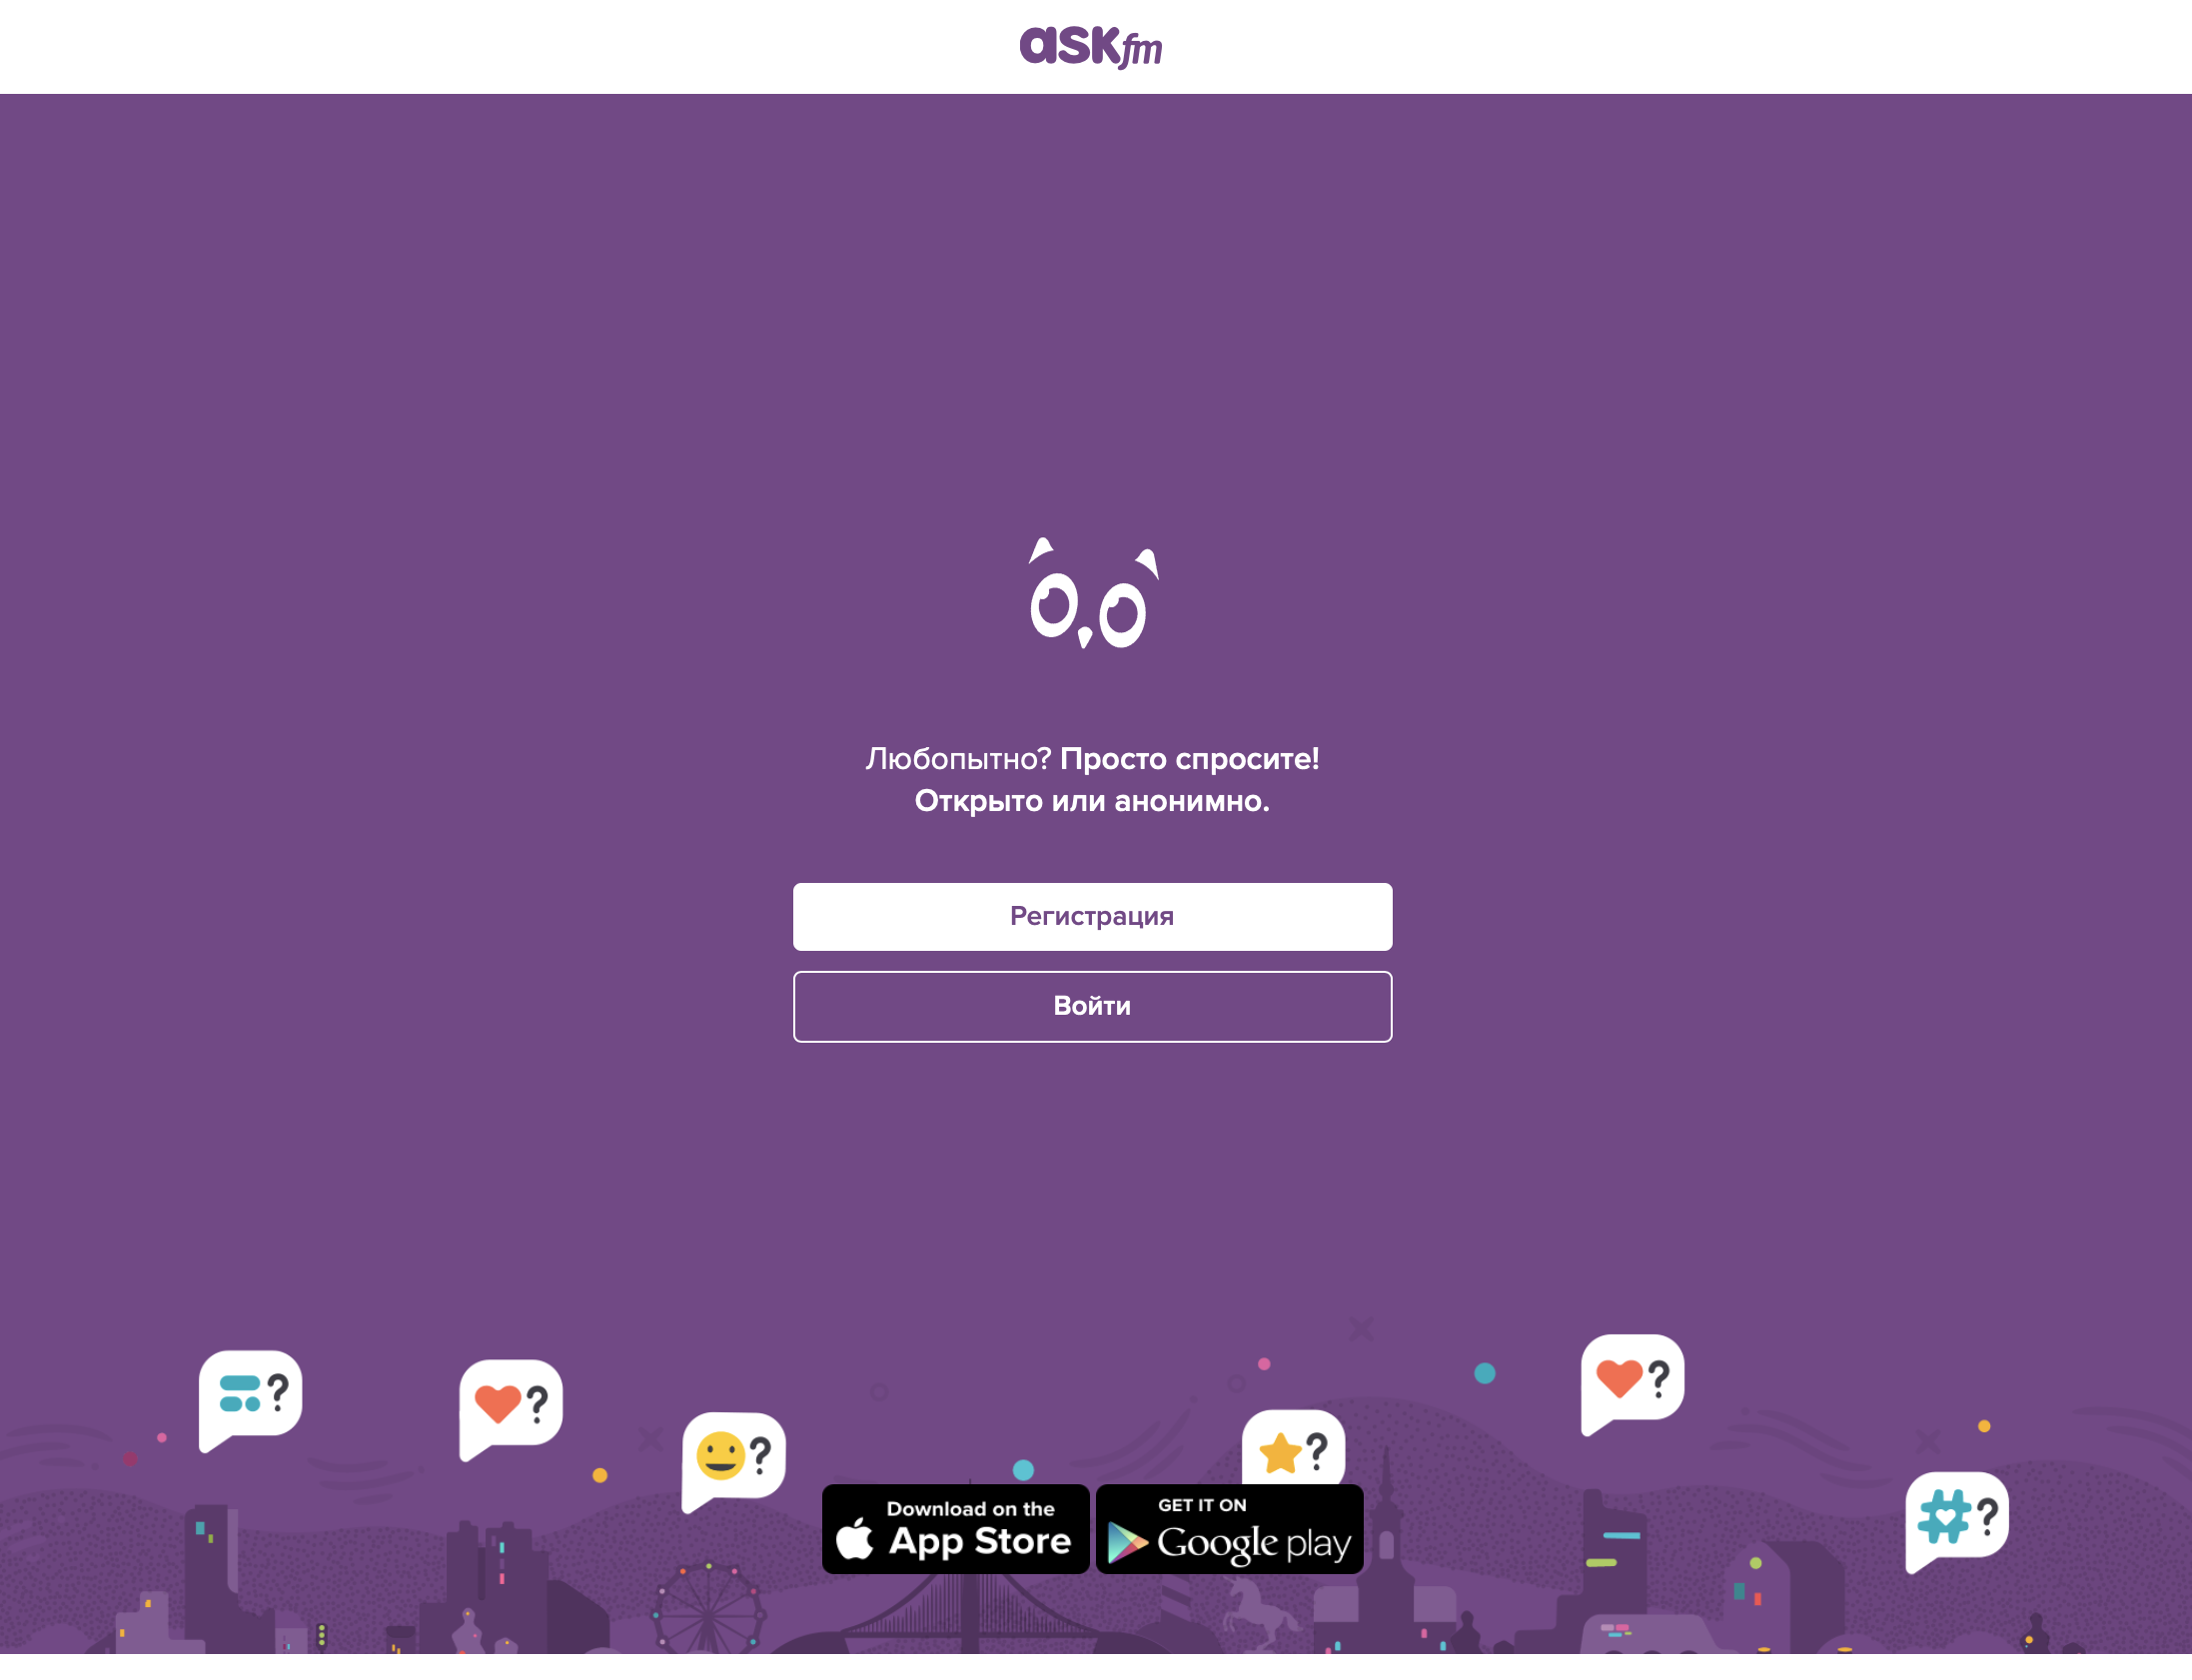 askfm
Любопытно? Просто спросите!
Открыто или анонимно.
Регистрация
Войти
?
?
?
?
?
#?
Download on the
App Store
GET IT ON
Google play